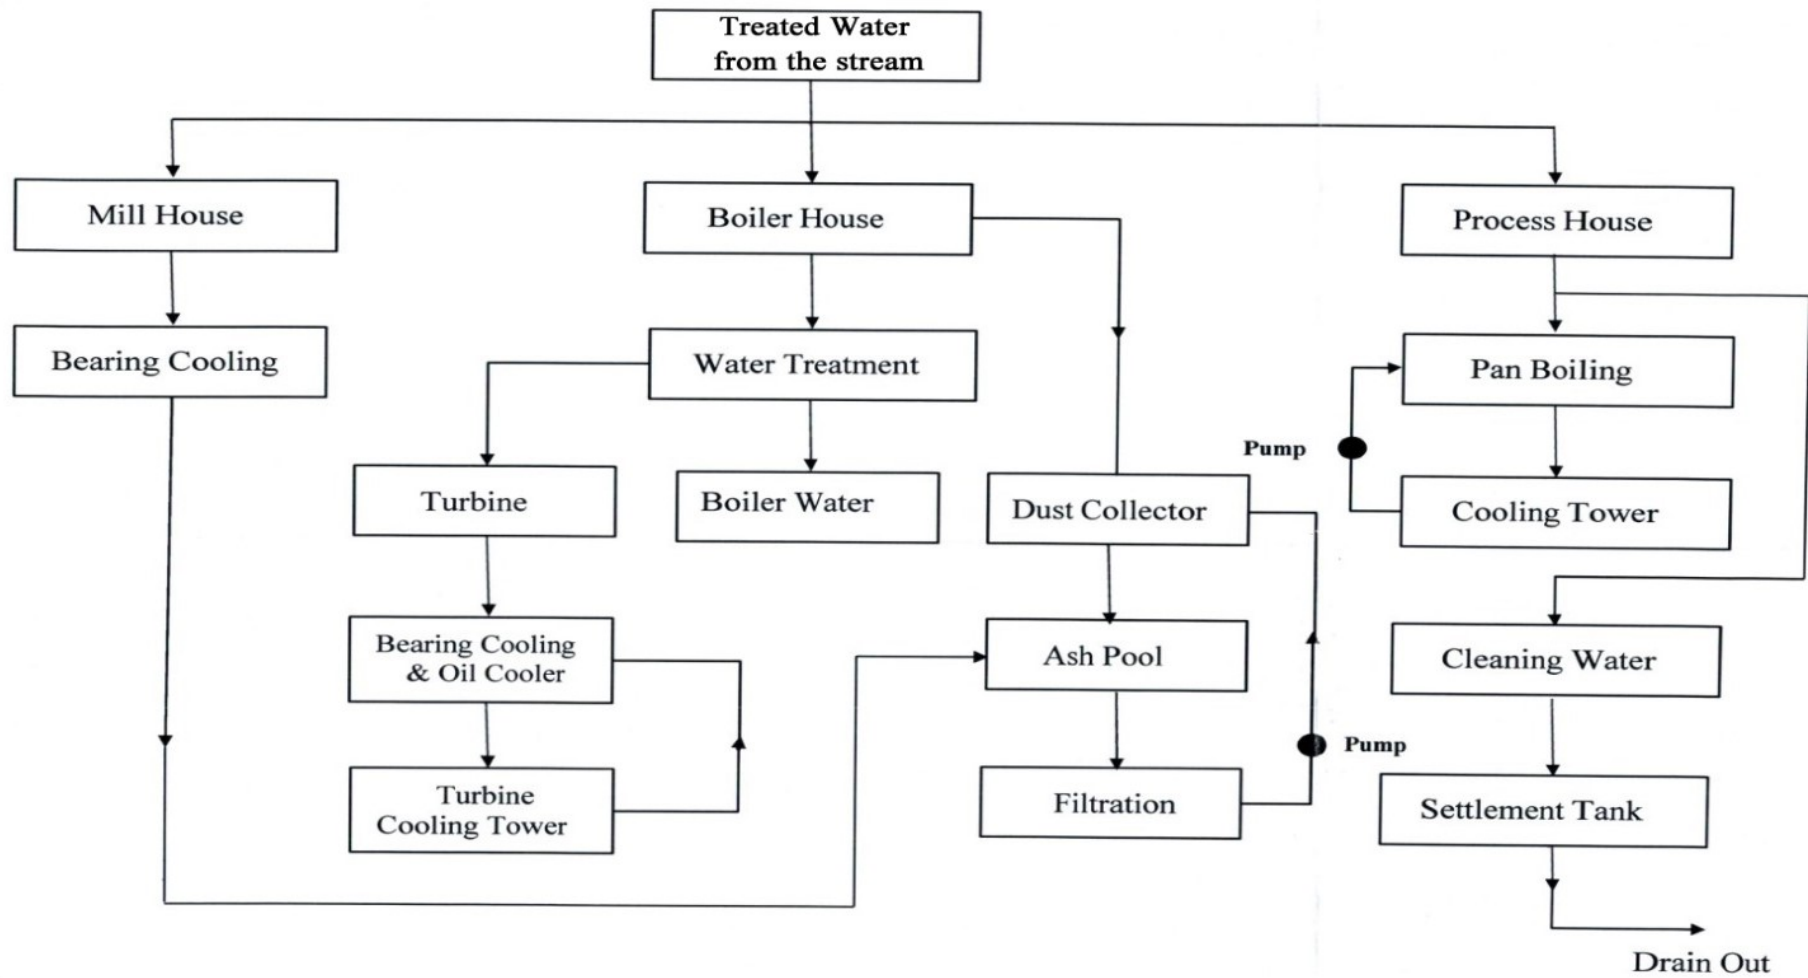 Treated Water
from the stream
Mill House
Boiler House
Process House
Bearing Cooling
Water Treatment
Pan Boiling
Pump
Turbine
Boiler Water
Dust Collector
Cooling Tower
Bearing Cooling
& Oil Cooler
Ash Pool
Cleaning Water
Pump
Turbine
Cooling Tower
Filtration
Settlement Tank
Drain Out